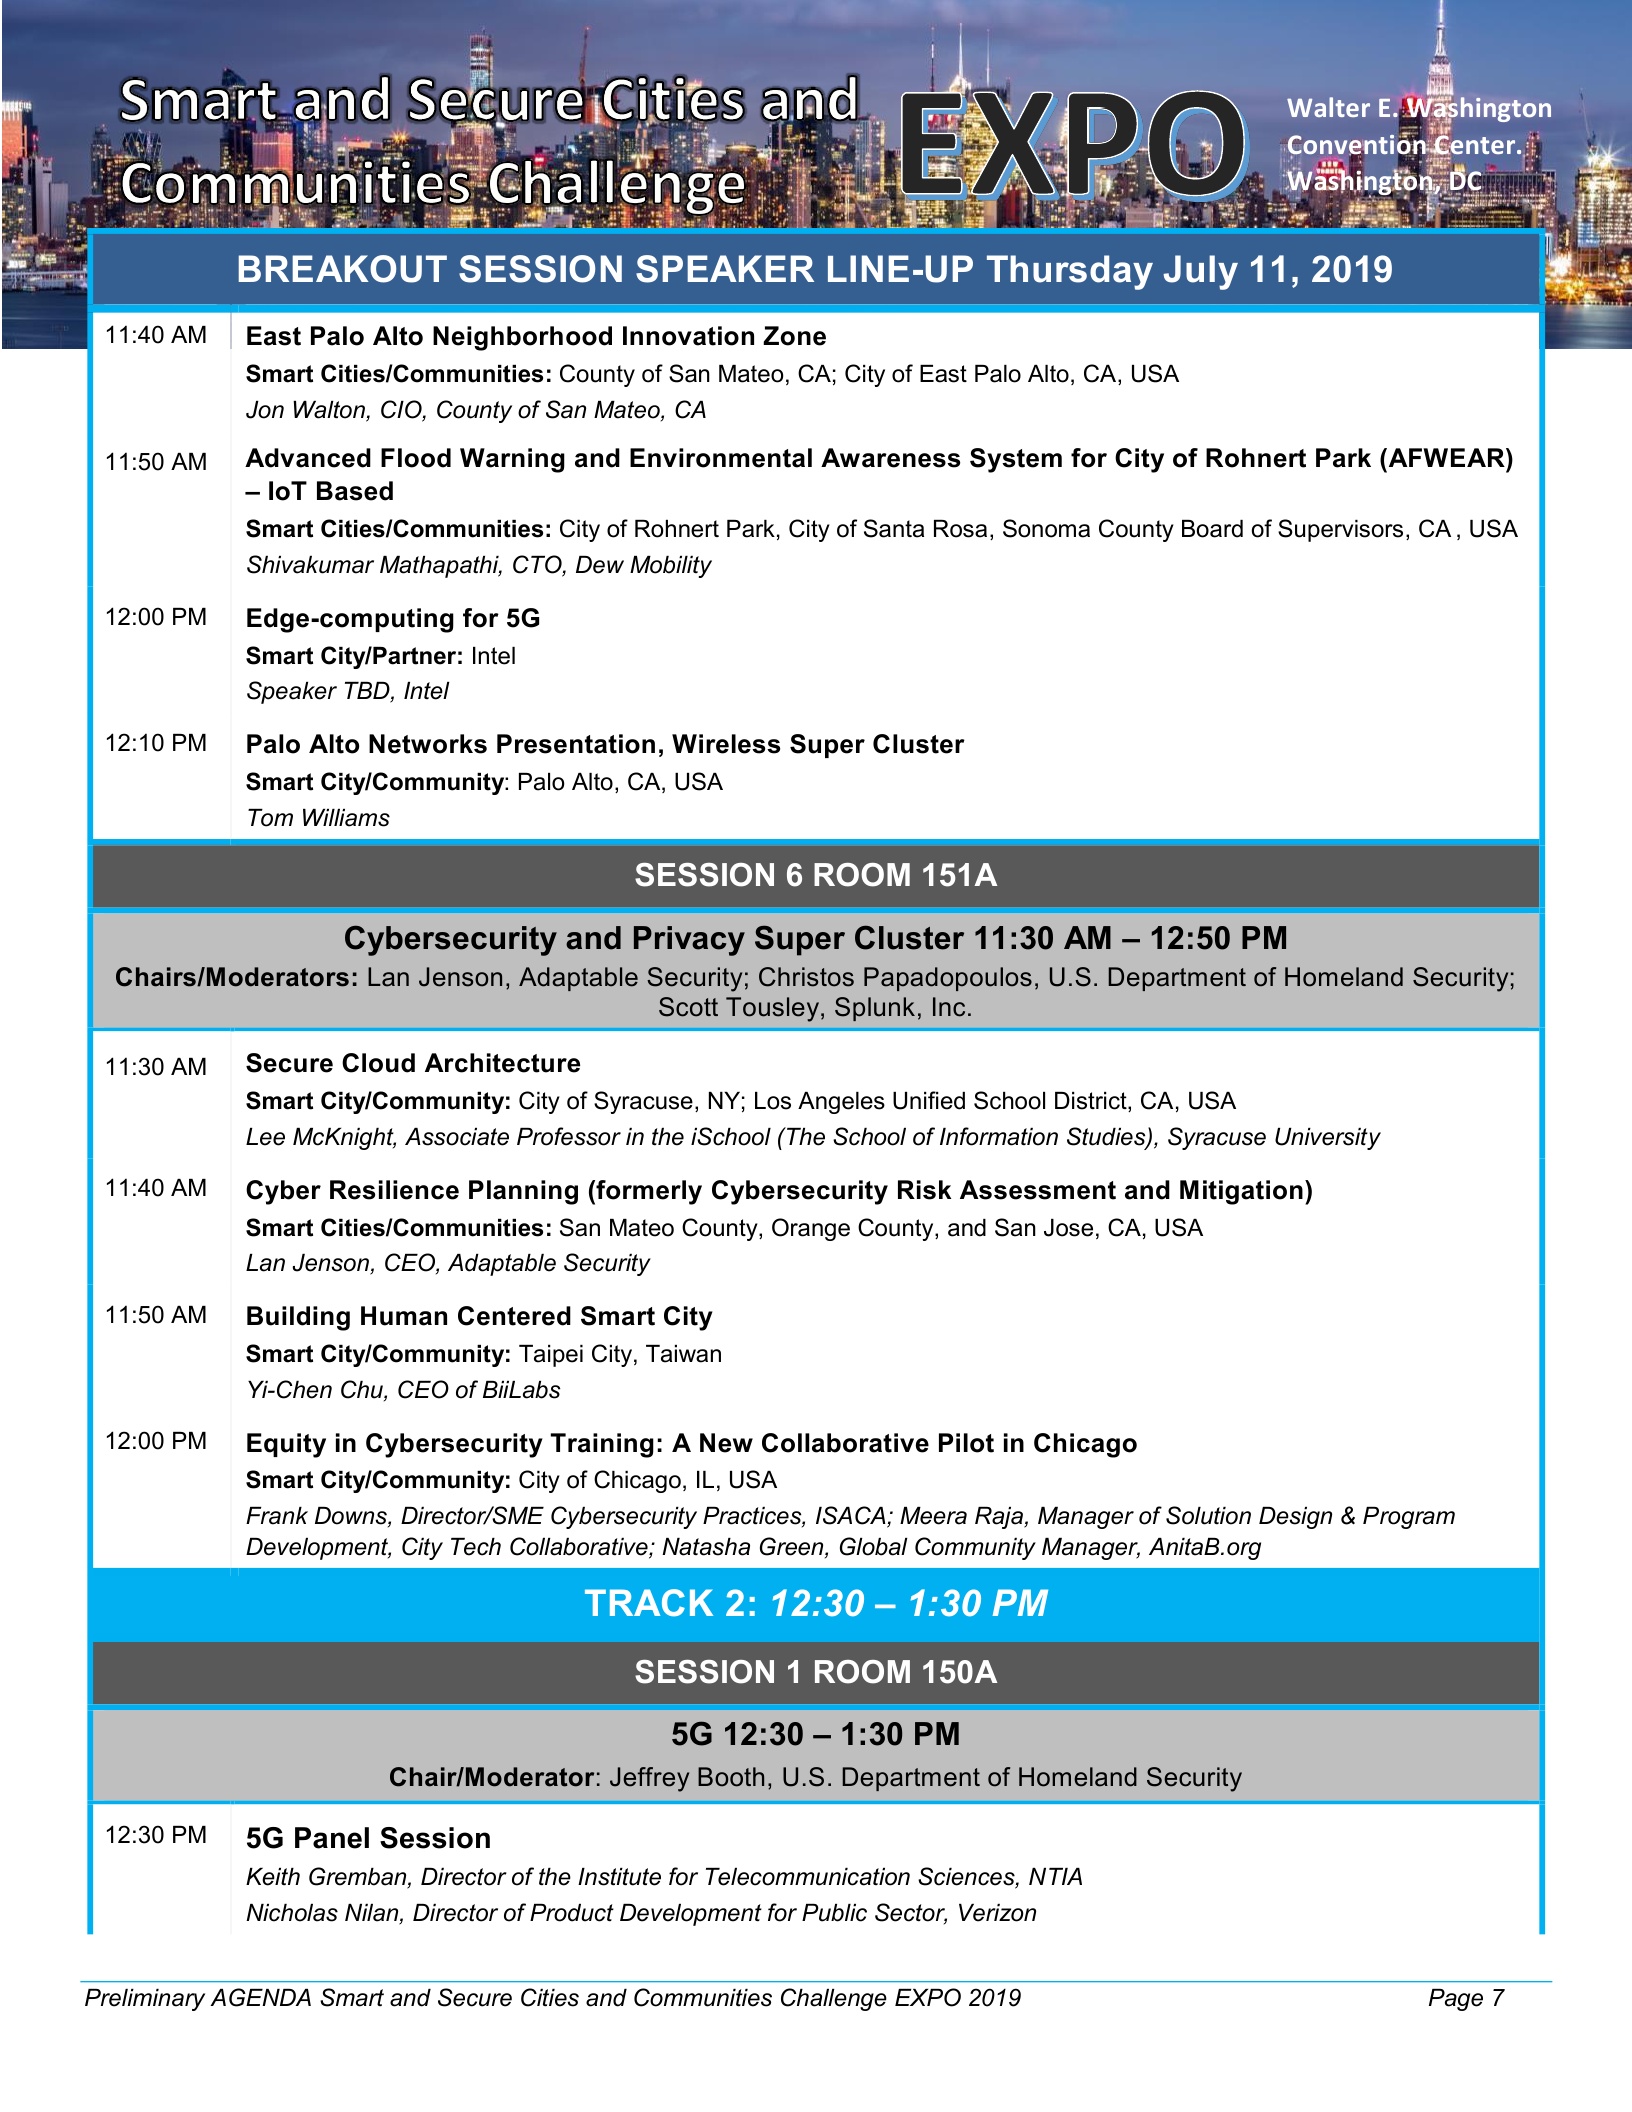 Smart and Secure Cities and
Communities Challenge
EXPO
Walter E. Washington
Convention Center.
Washington, DC
BREAKOUT SESSION SPEAKER LINE-UP Thursday July 11, 2019
11:40 AM East Palo Alto Neighborhood Innovation Zone
Smart Cities/Communities: County of San Mateo, CA; City of East Palo Alto, CA, USA
Jon Walton, CIO, County of San Mateo, CA
11:50 AM Advanced Flood Warning and Environmental Awareness System for City of Rohnert Park (AFWEAR)
– IoT Based
Smart Cities/Communities: City of Rohnert Park, City of Santa Rosa, Sonoma County Board of Supervisors, CA , USA
Shivakumar Mathapathi, CTO, Dew Mobility
12:00 PM Edge-computing for 5G
Smart City/Partner: Intel
Speaker TBD, Intel
12:10 PM Palo Alto Networks Presentation, Wireless Super Cluster
Smart City/Community: Palo Alto, CA, USA
Tom Williams
SESSION 6 ROOM 151A
Cybersecurity and Privacy Super Cluster 11:30 AM – 12:50 PM
Chairs/Moderators: Lan Jenson, Adaptable Security; Christos Papadopoulos, U.S. Department of Homeland Security;
Scott Tousley, Splunk, Inc.
11:30 AM Secure Cloud Architecture
Smart City/Community: City of Syracuse, NY; Los Angeles Unified School District, CA, USA
Lee McKnight, Associate Professor in the iSchool (The School of Information Studies), Syracuse University
11:40 AM Cyber Resilience Planning (formerly Cybersecurity Risk Assessment and Mitigation)
Smart Cities/Communities: San Mateo County, Orange County, and San Jose, CA, USA
Lan Jenson, CEO, Adaptable Security
11:50 AM Building Human Centered Smart City
Smart City/Community: Taipei City, Taiwan
Yi-Chen Chu, CEO of BiiLabs
12:00 PM Equity in Cybersecurity Training: A New Collaborative Pilot in Chicago
Smart City/Community: City of Chicago, IL, USA
Frank Downs, Director/SME Cybersecurity Practices, ISACA; Meera Raja, Manager of Solution Design & Program
Development, City Tech Collaborative; Natasha Green, Global Community Manager, AnitaB.org
TRACK 2: 12:30 – 1:30 PM
SESSION 1 ROOM 150A
5G 12:30 – 1:30 PM
Chair/Moderator: Jeffrey Booth, U.S. Department of Homeland Security
12:30 PM 5G Panel Session
Keith Gremban, Director of the Institute for Telecommunication Sciences, NTIA
Nicholas Nilan, Director of Product Development for Public Sector, Verizon
Preliminary AGENDA Smart and Secure Cities and Communities Challenge EXPO 2019 Page 7